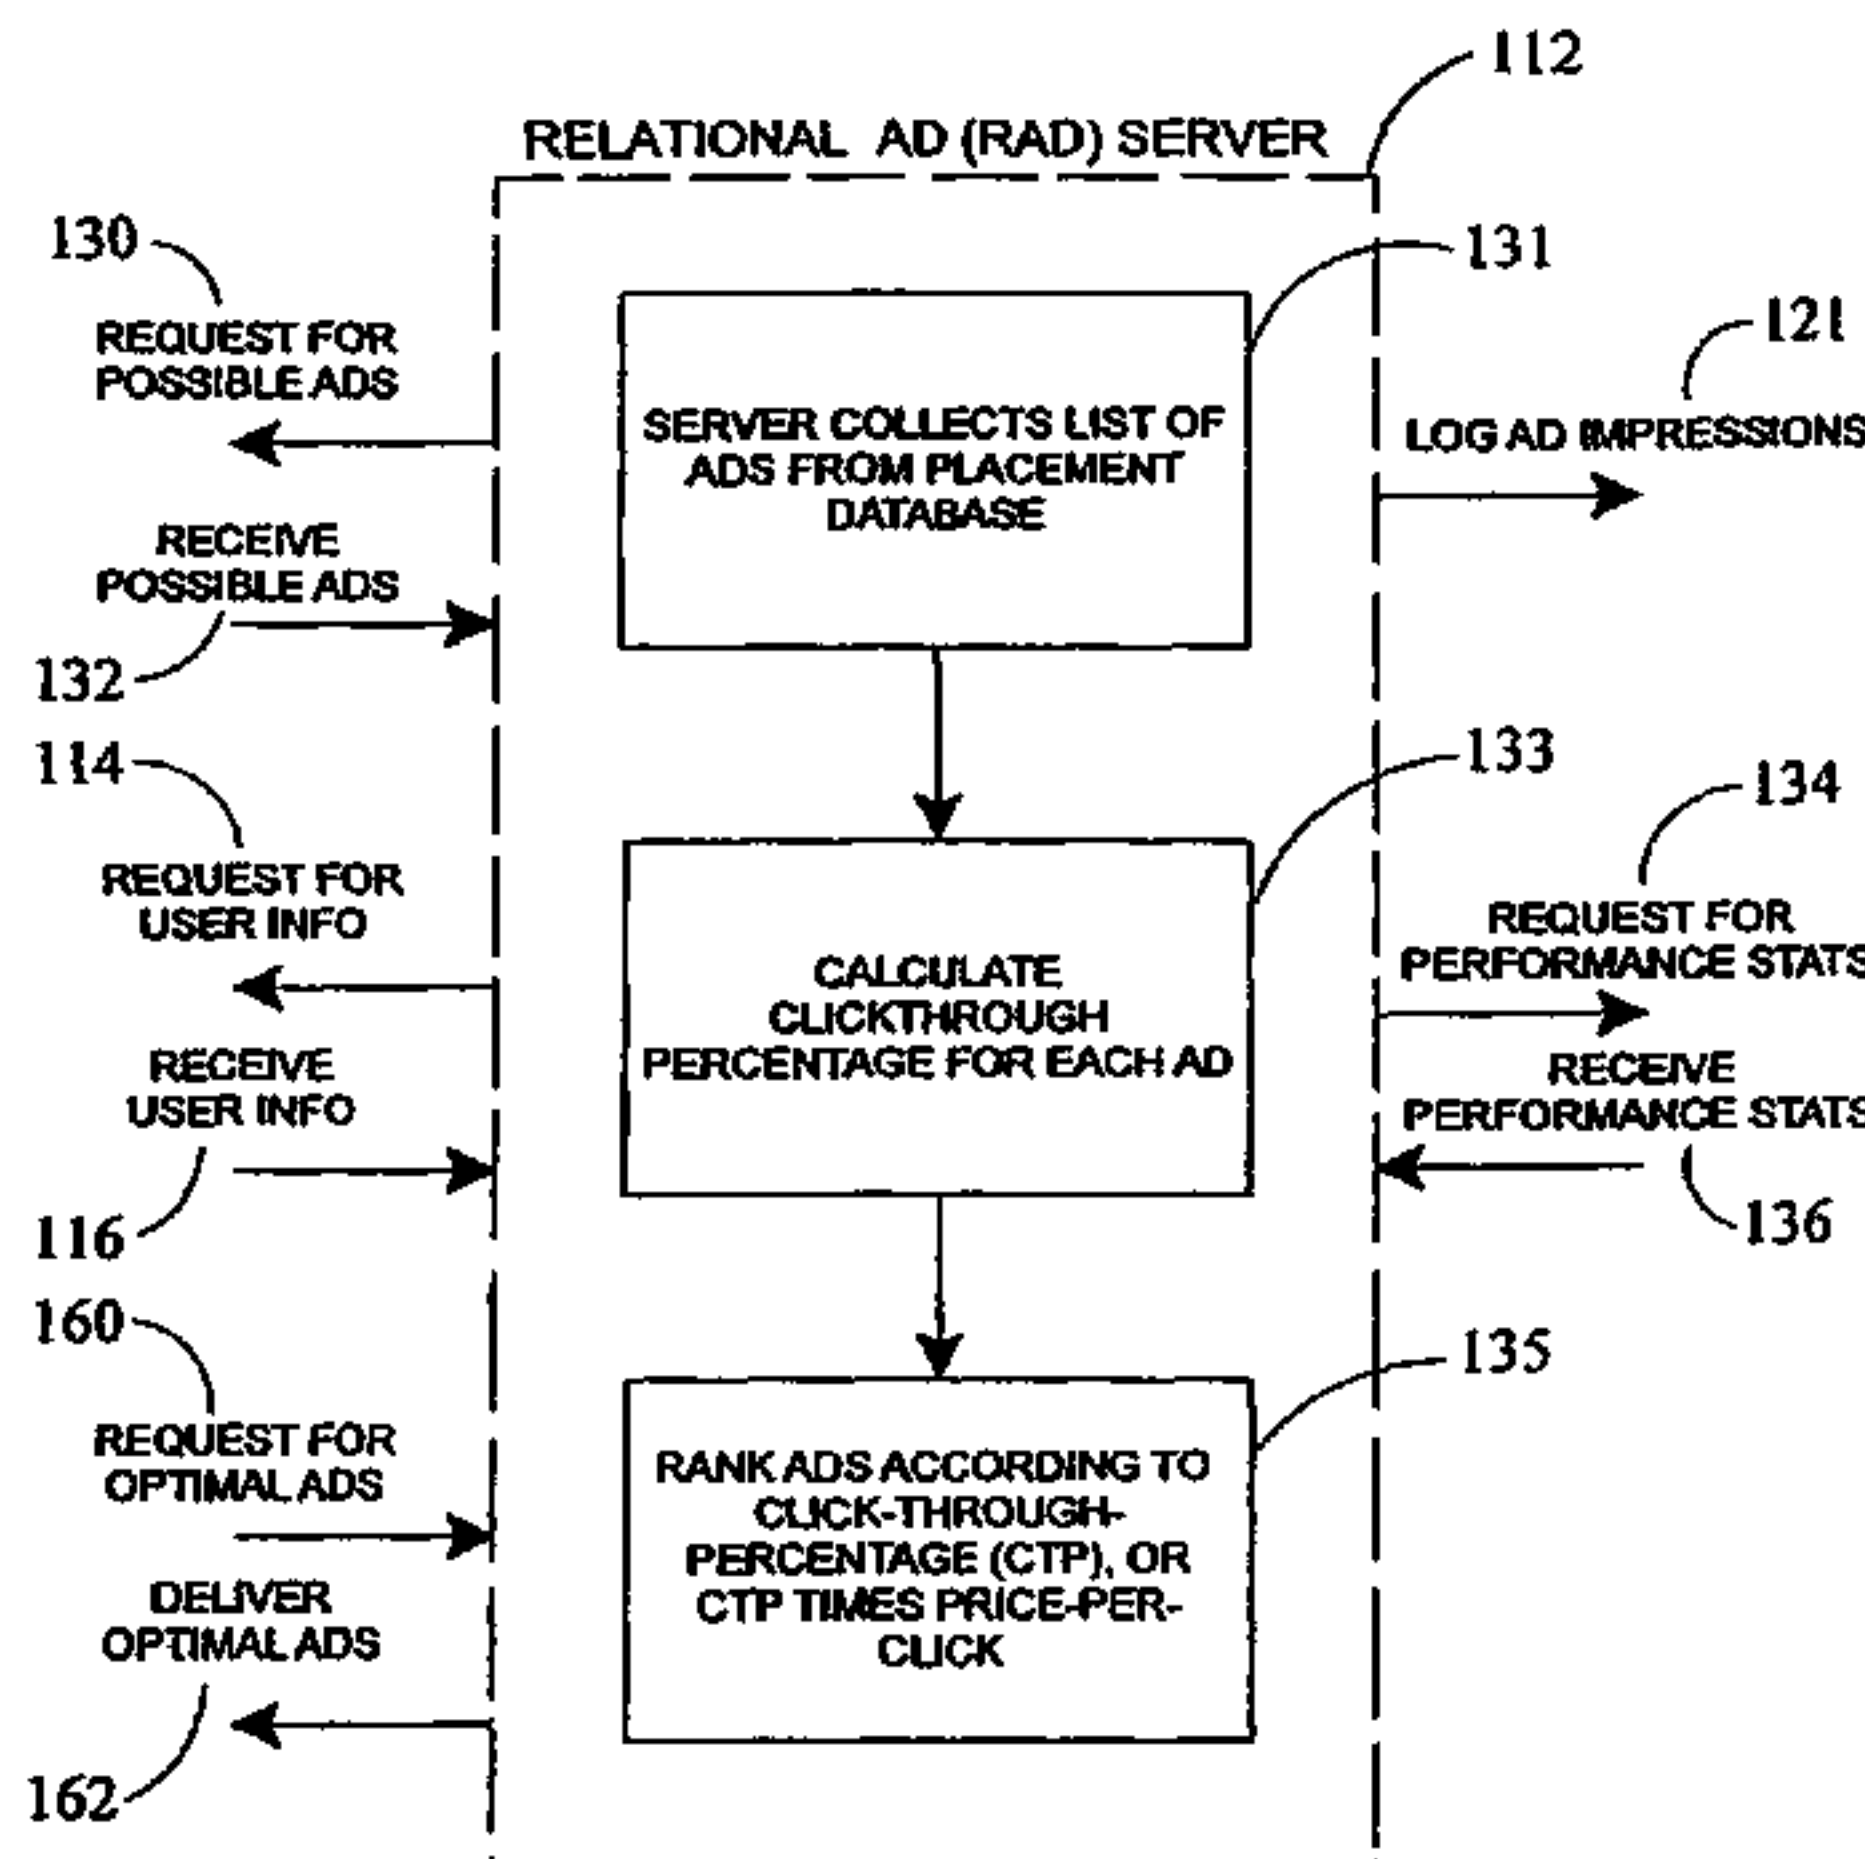 112
RELATIONAL AD (RAD) SERVER
130
REQUEST FOR
POSSIBLE ADS
RECEIVE
POSSIBLE ADS
132
114
REQUEST FOR
USER INFO
RECEIVE
USER INFO
116
160
REQUEST FOR
OPTIMAL ADS
DELIVER
OPTIMAL ADS
162
131
SERVER COLLECTS LIST OF
ADS FROM PLACEMENT
DATABASE
133
CALCULATE
CLICKTHROUGH
PERCENTAGE FOR EACH AD
135
RANK ADS ACCORDING TO
CLICK-THROUGH-
PERCENTAGE (CTP), OR
CTP TIMES PRICE-PER-
CLICK
121
LOG AD IMPRESSIONS
134
REQUEST FOR
PERFORMANCE STATS
RECEIVE
PERFORMANCE STATS
136